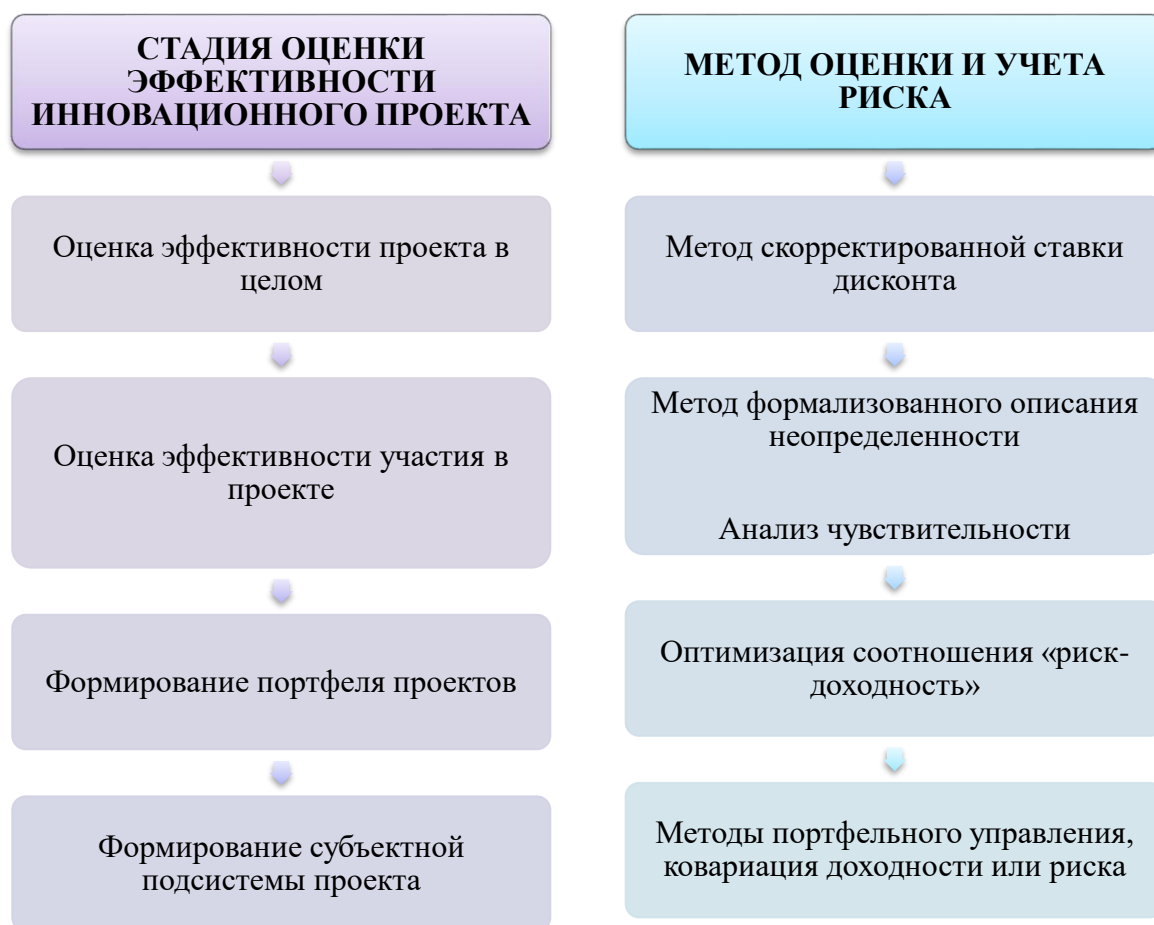 СТАДИЯ ОЦЕНКИ
ЭФФЕКТИВНОСТИ
ИННОВАЦИОННОГО ПРОЕКТА
Оценка эффективности проекта в
целом
Оценка эффективности участия в
проекте
Формирование портфеля проектов
Формирование субъектной
подсистемы проекта
МЕТОД ОЦЕНКИ И УЧЕТА
РИСКА
Метод скорректированной ставки
дисконта
Метод формализованного описания
неопределенности
Анализ чувствительности
Оптимизация соотношения «риск-
доходность»
Методы портфельного управления,
ковариация доходности или риска